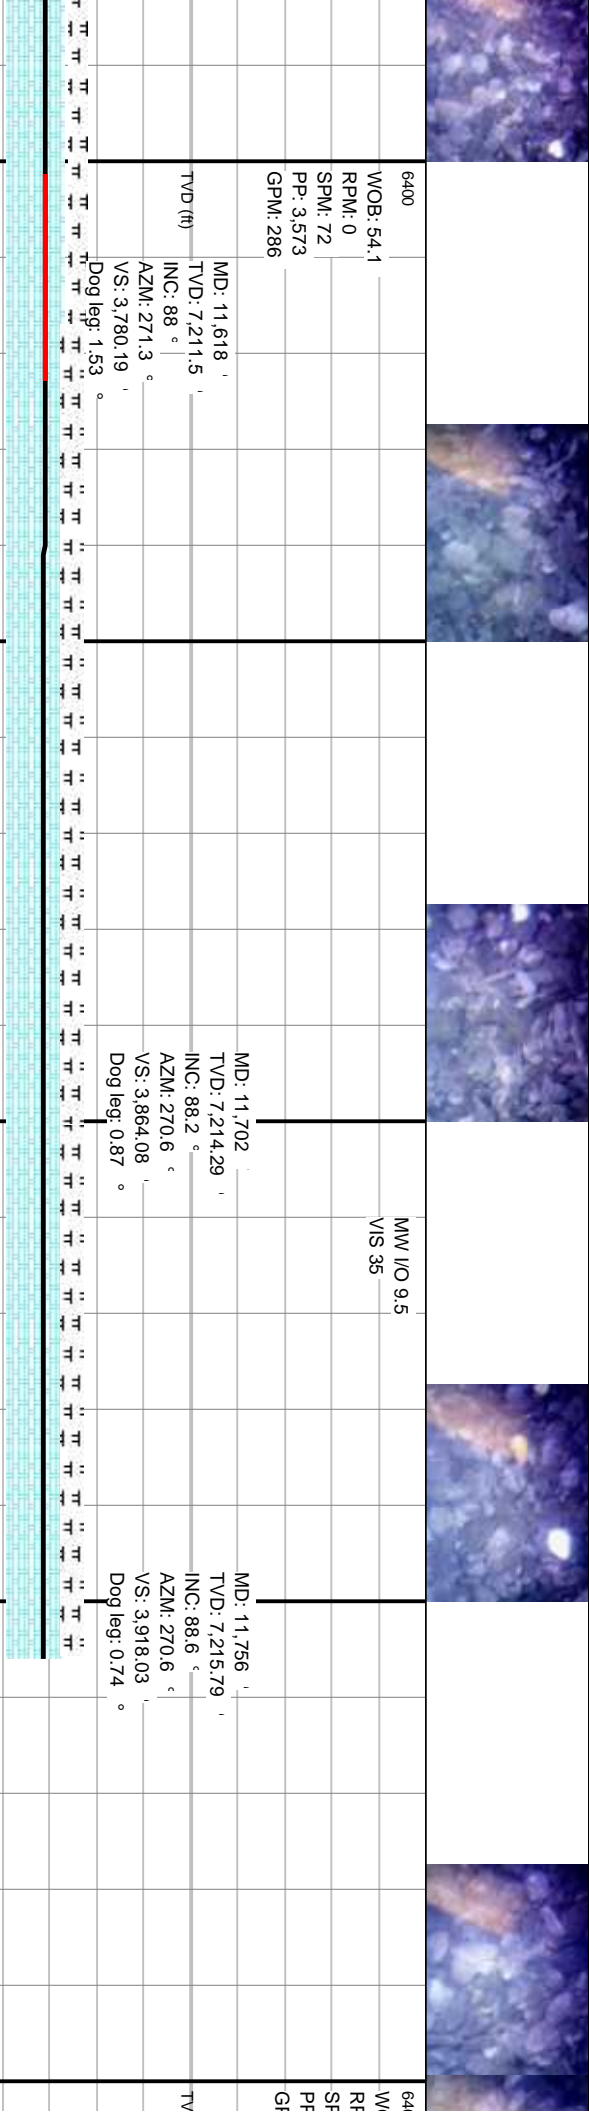 6400
WOB: 54.1
RPM: 0
SPM: 72
PP: 3,573
GPM: 286
TVD (ft)
MD: 11,618 '
TVD: 7,211.5 '
INC: 88 °
AZM: 271.3 °
VS: 3,780.19 '
Dog leg: 1.53 °
MD: 11,702 '
TVD: 7,214.29 '
INC: 88.2 °
AZM: 270.6 °
VS: 3,864.08 '
Dog leg: 0.87 °
MW I/O 9.5
VIS 35
MD: 11,756 '
TVD: 7,215.79 '
INC: 88.6 °
AZM: 270.6 °
VS: 3,918.03 '
Dog leg: 0.74 °